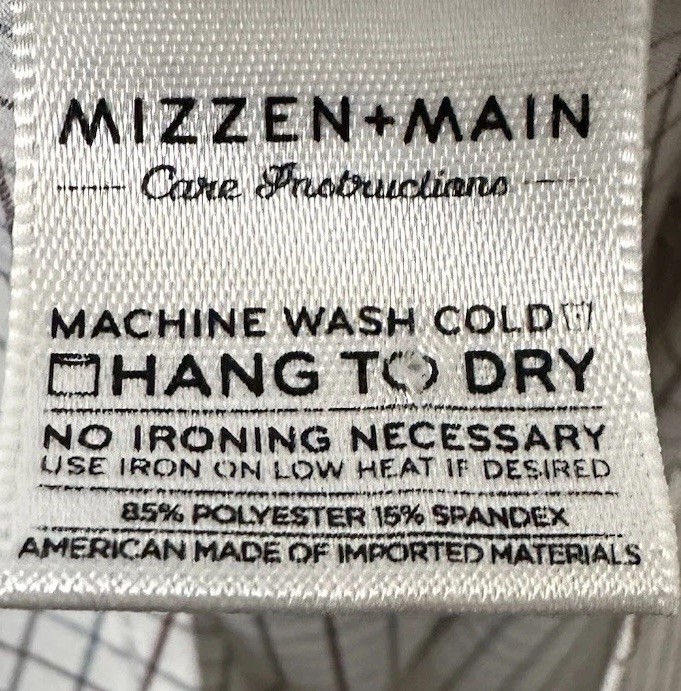 MIZZEN+MAIN
Care Instructions
MACHINE WASH COLD
HANG TO DRY
NO IRONING NECESSARY
USE IRON ON LOW HEAT IF DESIRED
85% POLYESTER 15% SPANDEX
AMERICAN MADE OF IMPORTED MATERIALS